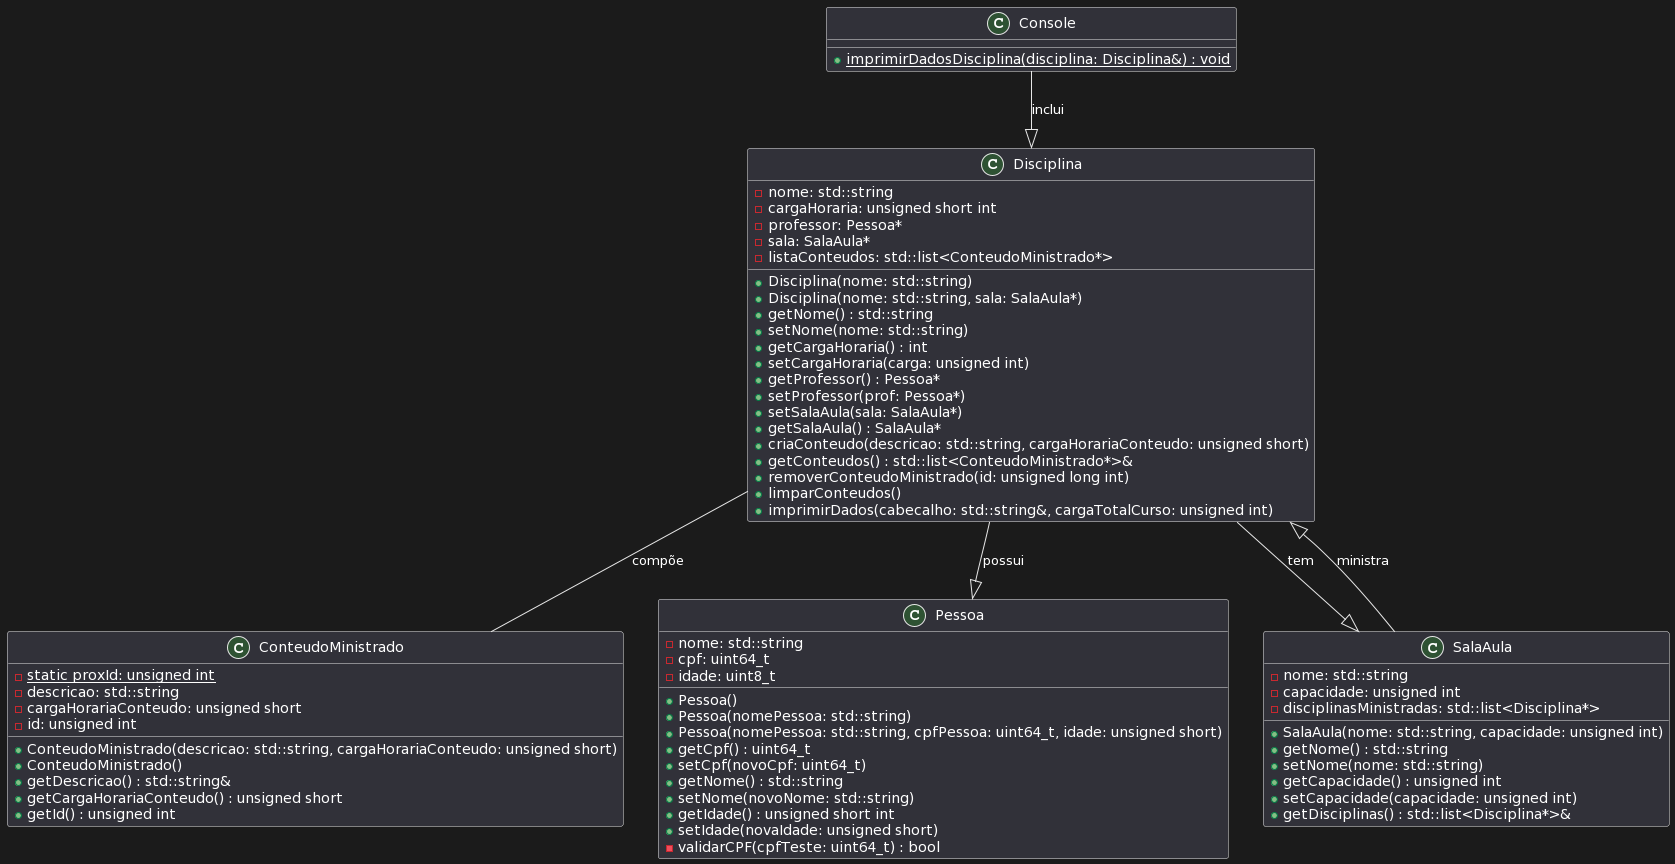 C Console
imprimirDadosDisciplina(disciplina: Disciplina&) : void
inclui
C Disciplina
nome: std::string
cargaHoraria: unsigned short int
professor: Pessoa*
sala: SalaAula*
listaConteudos: std::list<ConteudoMinistrado*>
Disciplina(nome: std::string)
Disciplina(nome: std::string, sala: SalaAula*)
getNome() : std::string
setNome(nome: std::string)
getCargaHoraria() : int
setCargaHoraria(carga: unsigned int)
getProfessor() : Pessoa*
setProfessor(prof: Pessoa*)
setSalaAula(sala: SalaAula*)
getSalaAula() : SalaAula*
criaConteudo(descricao: std::string, cargaHorariaConteudo: unsigned short)
getConteudos() : std::list<ConteudoMinistrado*>&
removerConteudoMinistrado(id: unsigned long int)
limparConteudos()
imprimirDados(cabecalho: std::string&, cargaTotalCurso: unsigned int)
compõe
possui
tem
ministra
C ConteudoMinistrado
static proxId: unsigned int
descricao: std::string
cargaHorariaConteudo: unsigned short
id: unsigned int
ConteudoMinistrado(descricao: std::string, cargaHorariaConteudo: unsigned short)
ConteudoMinistrado()
getDescricao() : std::string&
getCargaHorariaConteudo() : unsigned short
getId() : unsigned int
C Pessoa
nome: std::string
cpf: uint64_t
idade: uint8_t
Pessoa()
Pessoa(nomePessoa: std::string)
Pessoa(nomePessoa: std::string, cpfPessoa: uint64_t, idade: unsigned short)
getCpf() : uint64_t
setCpf(novoCpf: uint64_t)
getNome() : std::string
setNome(novoNome: std::string)
getIdade() : unsigned short int
setIdade(novaIdade: unsigned short)
validarCPF(cpfTeste: uint64_t) : bool
C SalaAula
nome: std::string
capacidade: unsigned int
disciplinasMinistradas: std::list<Disciplina*>
SalaAula(nome: std::string, capacidade: unsigned int)
getNome() : std::string
setNome(nome: std::string)
getCapacidade() : unsigned int
setCapacidade(capacidade: unsigned int)
getDisciplinas() : std::list<Disciplina*>&